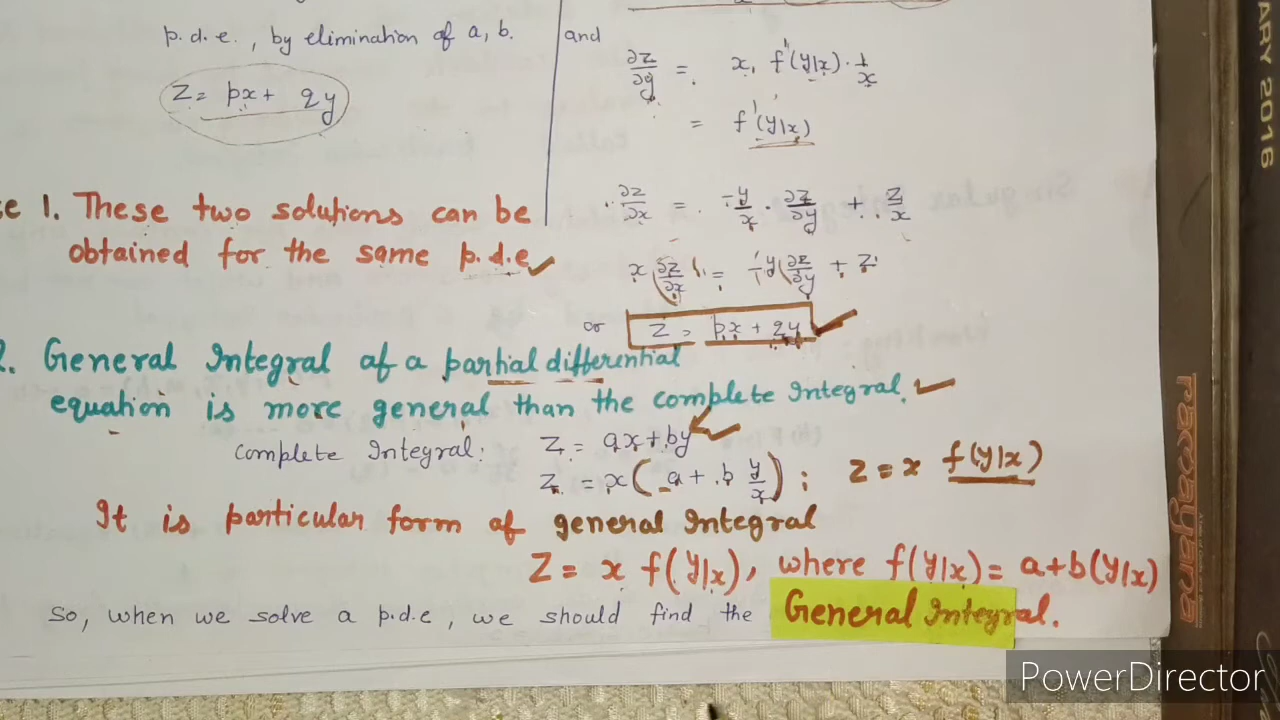 p.d.e., by elimination of a, b.
Z = px + qy
and
∂z/∂y = x, f'(y/x) · 1/x
= f'(y/x)
1. These two solutions can be
obtained for the same p.d.e
∂z/∂x = -y/x · ∂z/∂y + z/x
x (∂z/∂x) = -y (∂z/∂y) + z
or Z = px + qy
2. General Integral of a partial differential
equation is more general than the complete Integral.
Complete Integral: Z = ax + by
Z = x ( a + b y/x ) ; Z = x f(y/x)
It is particular form of general Integral
Z = x f(y/x), where f(y/x) = a + b(y/x)
So, when we solve a p.d.e, we should find the General Integral.
ARY 2016
PowerDirector